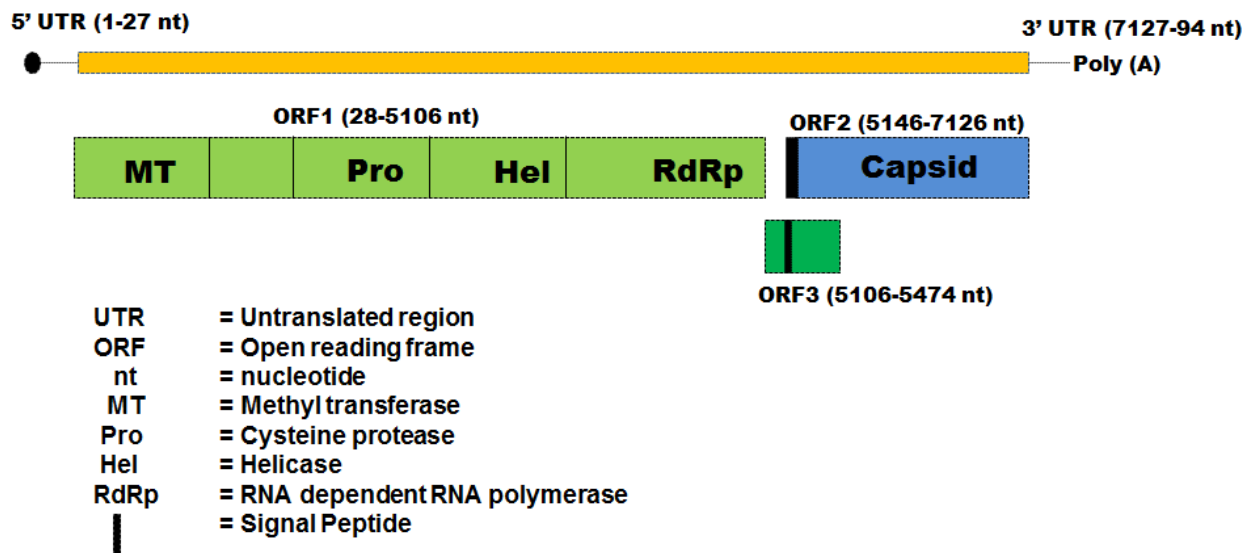 5' UTR (1-27 nt)
3' UTR (7127-94 nt)
Poly (A)
ORF1 (28-5106 nt)
ORF2 (5146-7126 nt)
MT Pro Hel RdRp Capsid
ORF3 (5106-5474 nt)
UTR = Untranslated region
ORF = Open reading frame
nt = nucleotide
MT = Methyl transferase
Pro = Cysteine protease
Hel = Helicase
RdRp = RNA dependent RNA polymerase
= Signal Peptide